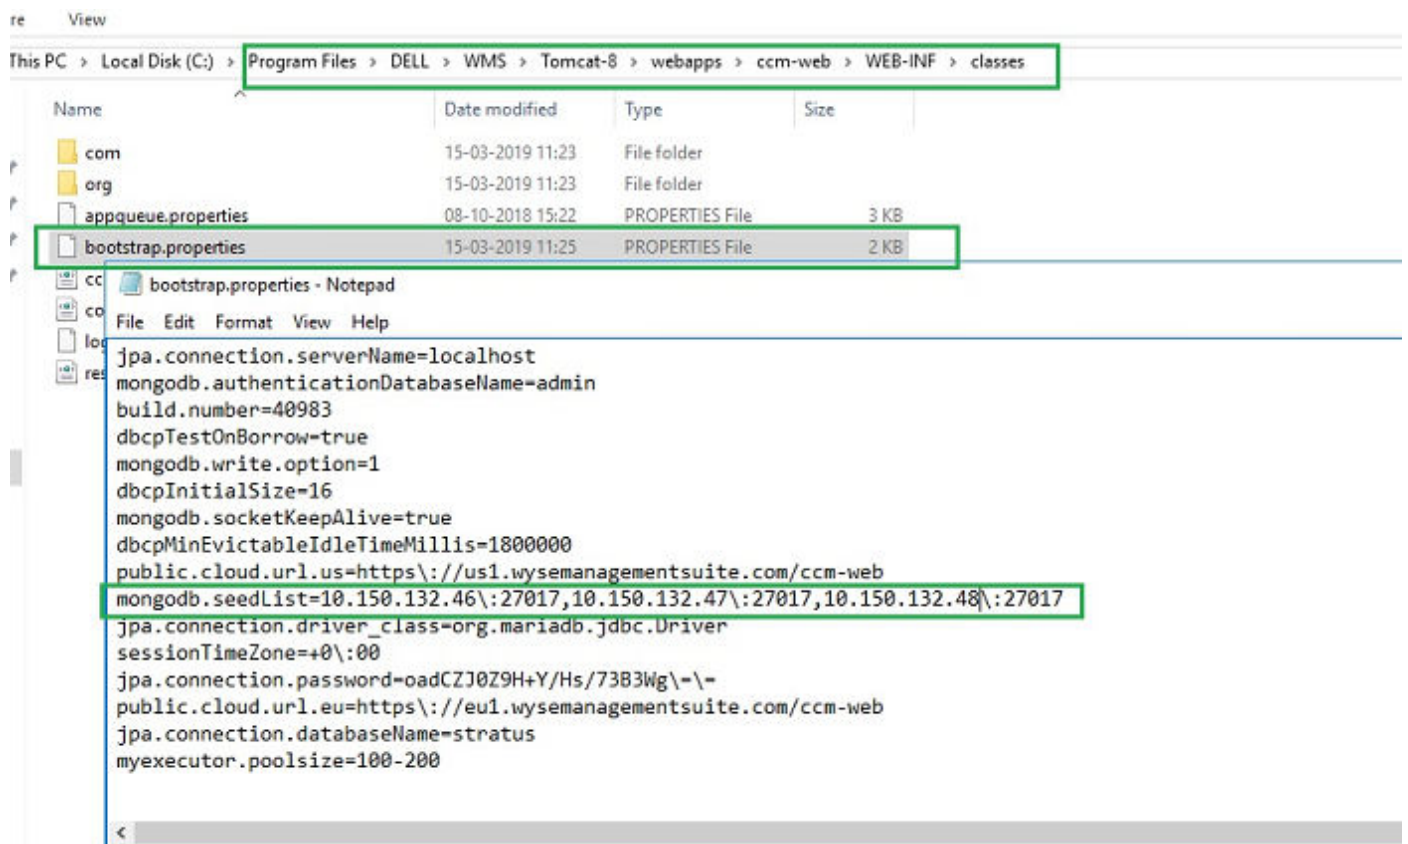 re View
This PC > Local Disk (C:) > Program Files > DELL > WMS > Tomcat-8 > webapps > ccm-web > WEB-INF > classes
Name Date modified Type Size
com 15-03-2019 11:23 File folder
org 15-03-2019 11:23 File folder
appqueue.properties 08-10-2018 15:22 PROPERTIES File 3 KB
bootstrap.properties 15-03-2019 11:25 PROPERTIES File 2 KB
cc
bootstrap.properties - Notepad
co
File Edit Format View Help
log
res
jpa.connection.serverName=localhost
mongodb.authenticationDatabaseName=admin
build.number=40983
dbcpTestOnBorrow=true
mongodb.write.option=1
dbcpInitialSize=16
mongodb.socketKeepAlive=true
dbcpMinEvictableIdleTimeMillis=1800000
public.cloud.url.us=https\://us1.wysemanagementsuite.com/ccm-web
mongodb.seedList=10.150.132.46\:27017,10.150.132.47\:27017,10.150.132.48\:27017
jpa.connection.driver_class=org.mariadb.jdbc.Driver
sessionTimeZone=+0\:00
jpa.connection.password=oadCZJ0Z9H+Y/Hs/73B3Wg\=\=
public.cloud.url.eu=https\://eu1.wysemanagementsuite.com/ccm-web
jpa.connection.databaseName=stratus
myexecutor.poolsize=100-200